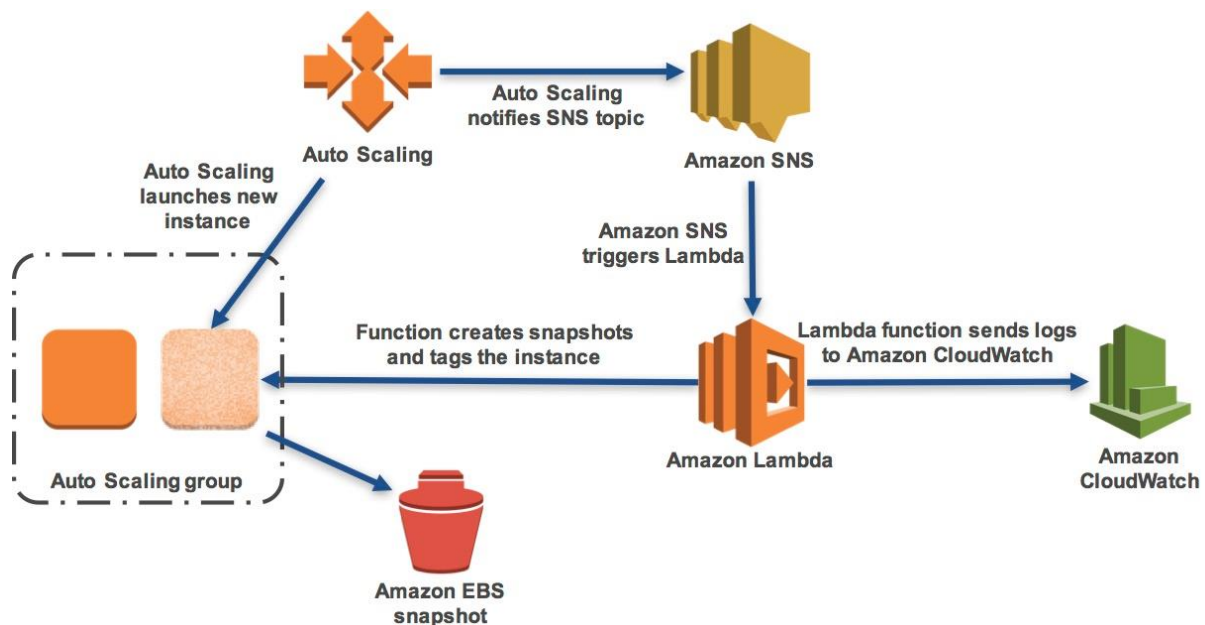 Auto Scaling
notifies SNS topic
Auto Scaling
Amazon SNS
Auto Scaling
launches new
instance
Amazon SNS
triggers Lambda
Function creates snapshots
and tags the instance
Lambda function sends logs
to Amazon CloudWatch
Auto Scaling group
Amazon Lambda
Amazon
CloudWatch
Amazon EBS
snapshot